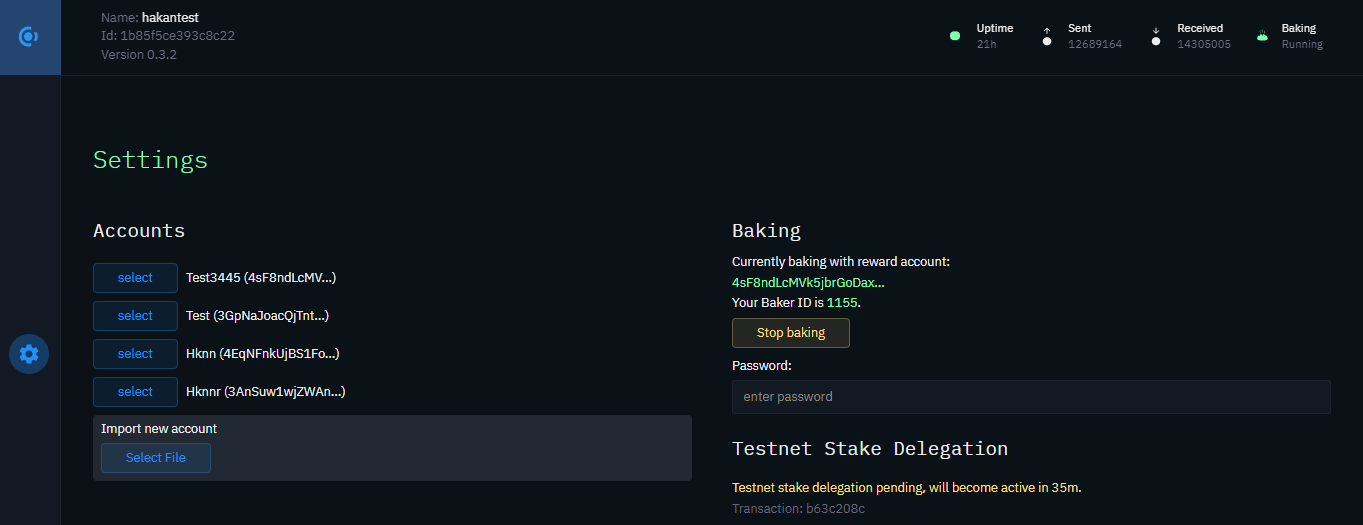 Name: hakantest
Id: 1b85f5ce393c8c22
Version 0.3.2
Uptime
21h
Sent
12689164
Received
14305005
Baking
Running
Settings
Accounts
select Test3445 (4sF8ndLcMV...)
select Test (3GpNaJoacQjTnt...)
select Hknn (4EqNFnkUjBS1Fo...)
select Hknnr (3AnSuw1wjZWAn...)
Import new account
Select File
Baking
Currently baking with reward account:
4sF8ndLcMVk5jbrGoDax...
Your Baker ID is 1155.
Stop baking
Password:
enter password
Testnet Stake Delegation
Testnet stake delegation pending, will become active in 35m.
Transaction: b63c208c